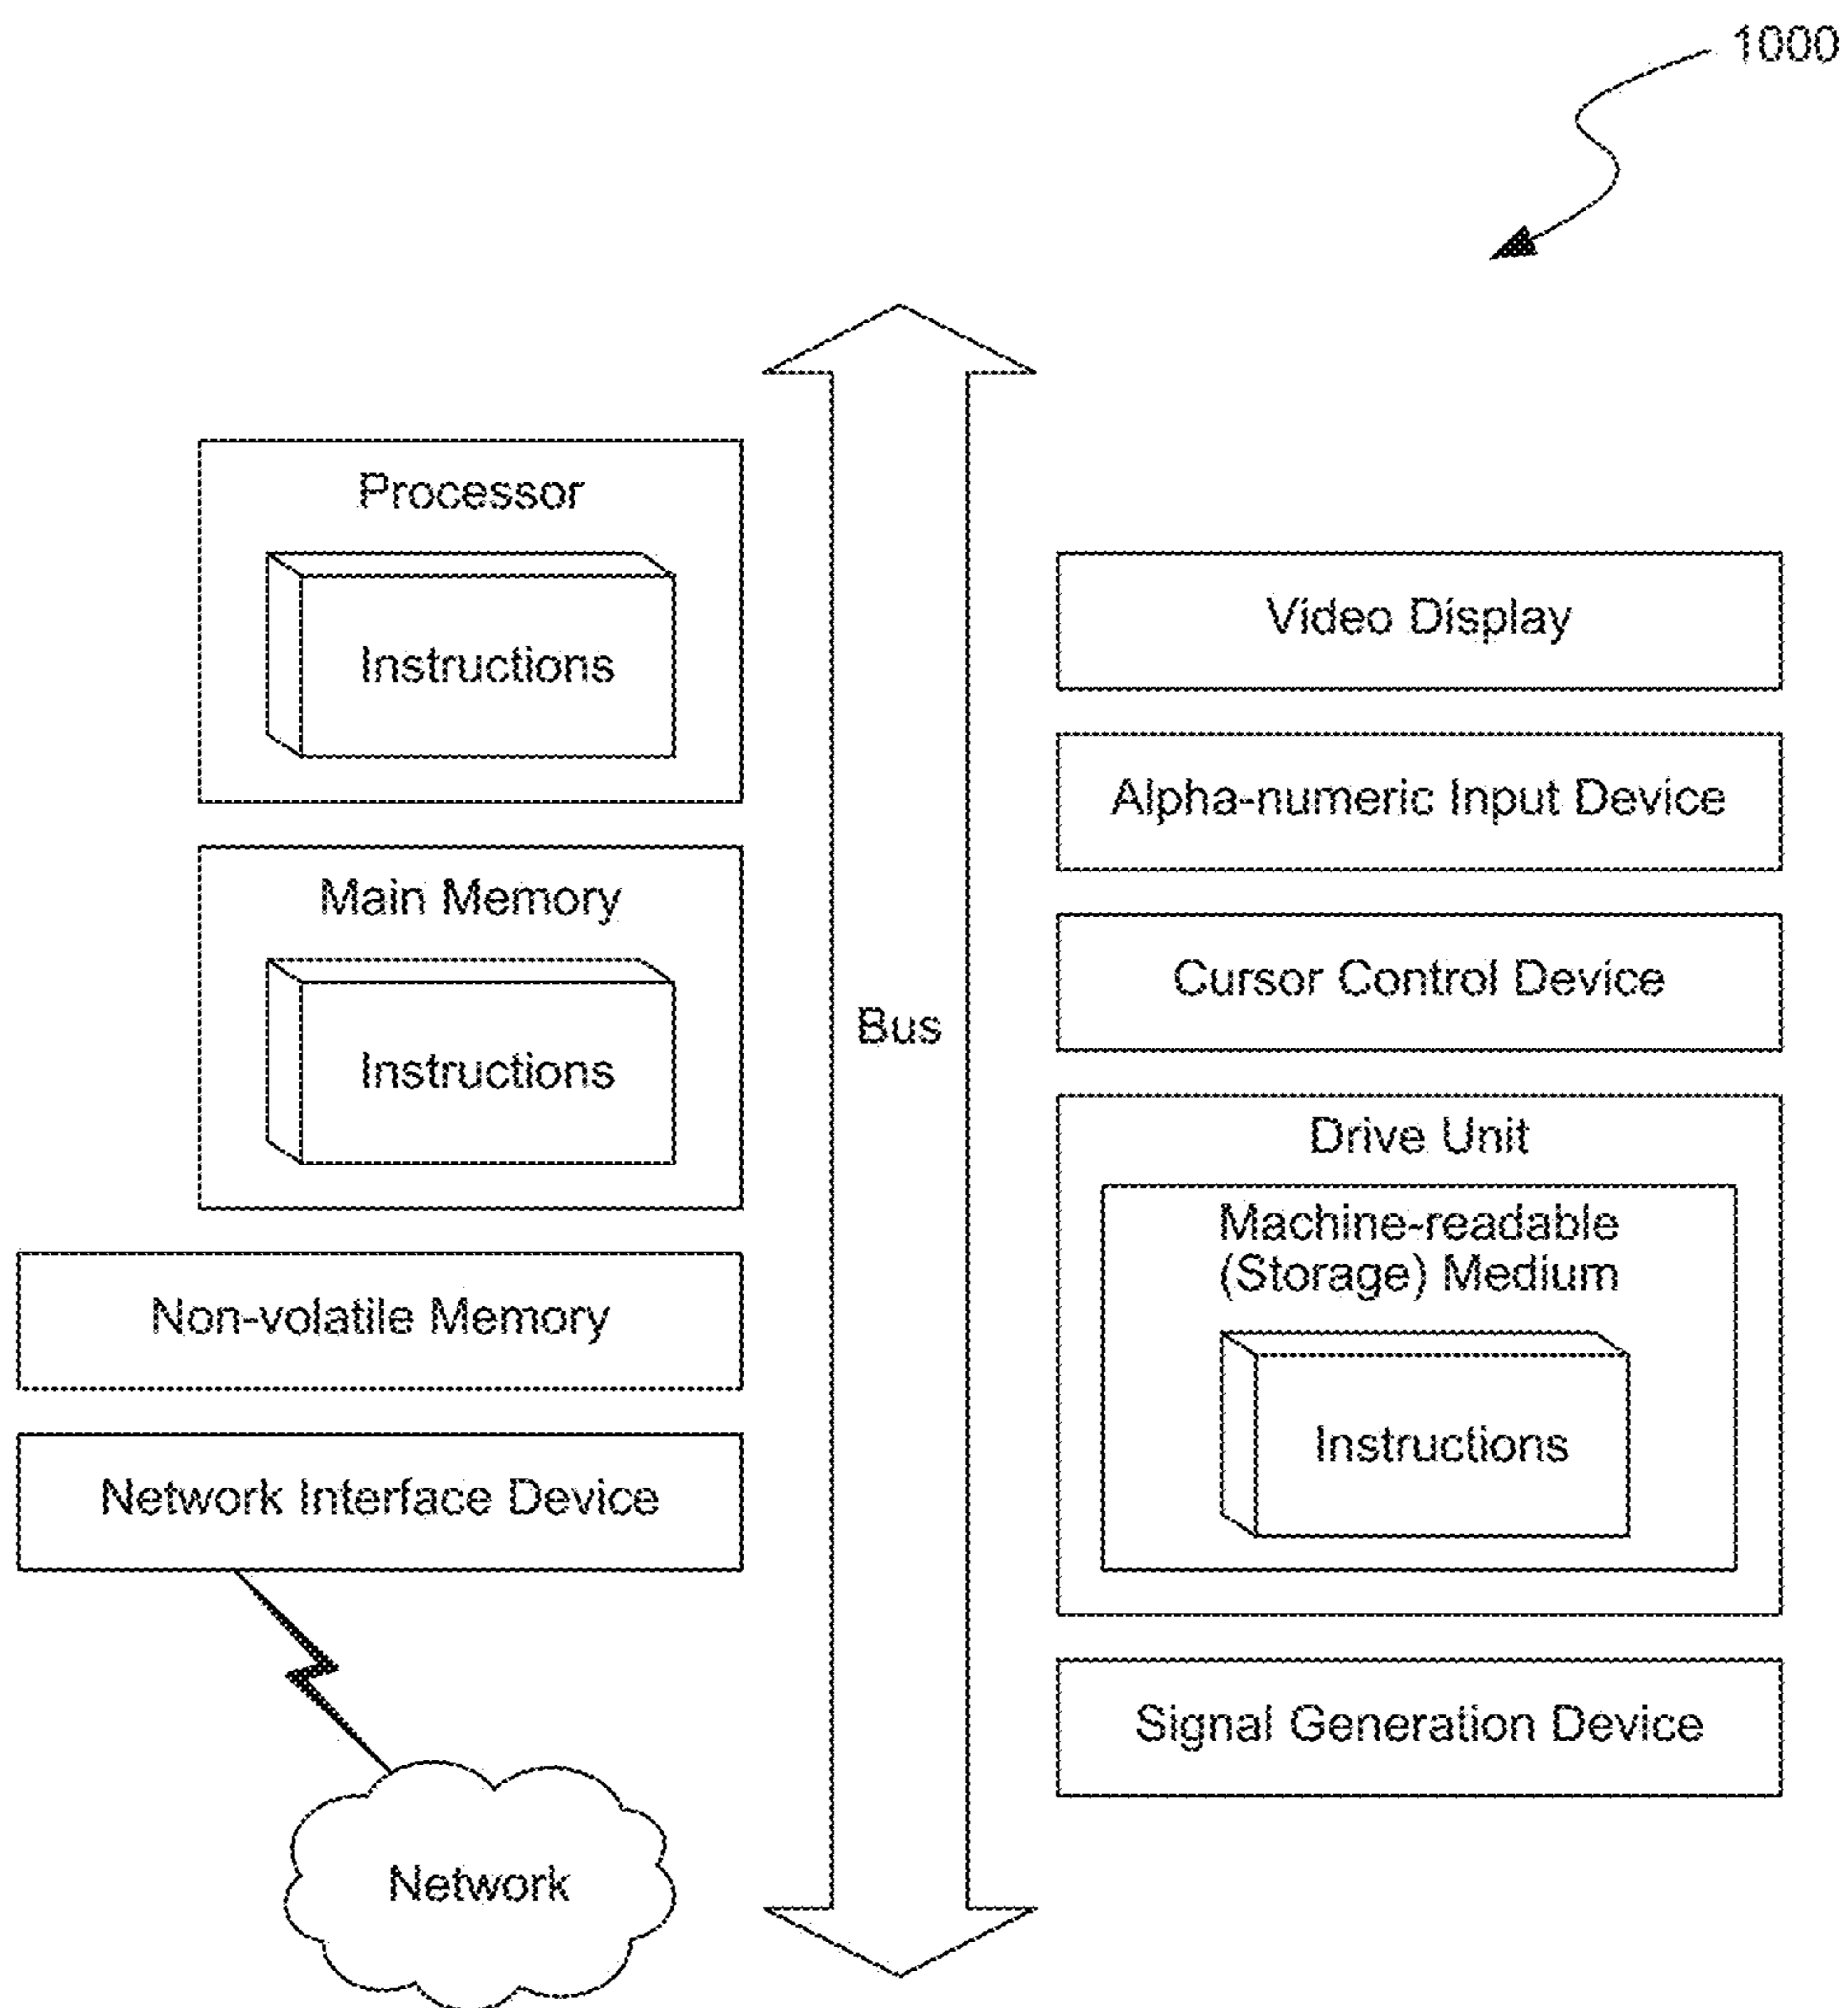 1000
Processor
Instructions
Main Memory
Instructions
Non-volatile Memory
Network Interface Device
Network
Bus
Video Display
Alpha-numeric Input Device
Cursor Control Device
Drive Unit
Machine-readable
(Storage) Medium
Instructions
Signal Generation Device